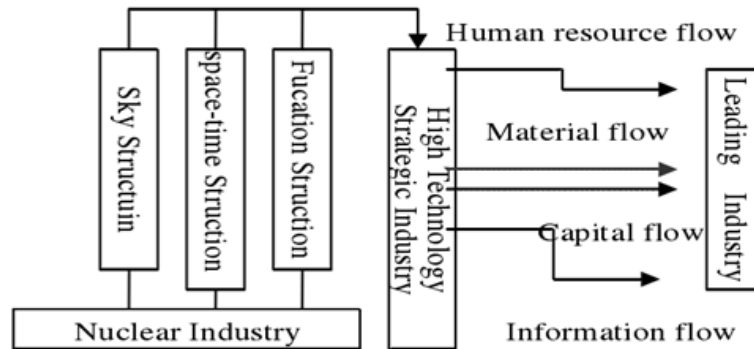 Human resource flow
Sky Structuin
space-time Struction
Fucation Struction
High Technology
Strategic Industry
Leading Industry
Material flow
Capital flow
Nuclear Industry
Information flow